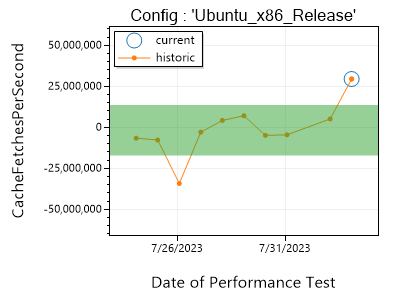 Config : 'Ubuntu_x86_Release'
current
historic
50,000,000
25,000,000
0
-25,000,000
-50,000,000
CacheFetchesPerSecond
7/26/2023
7/31/2023
Date of Performance Test